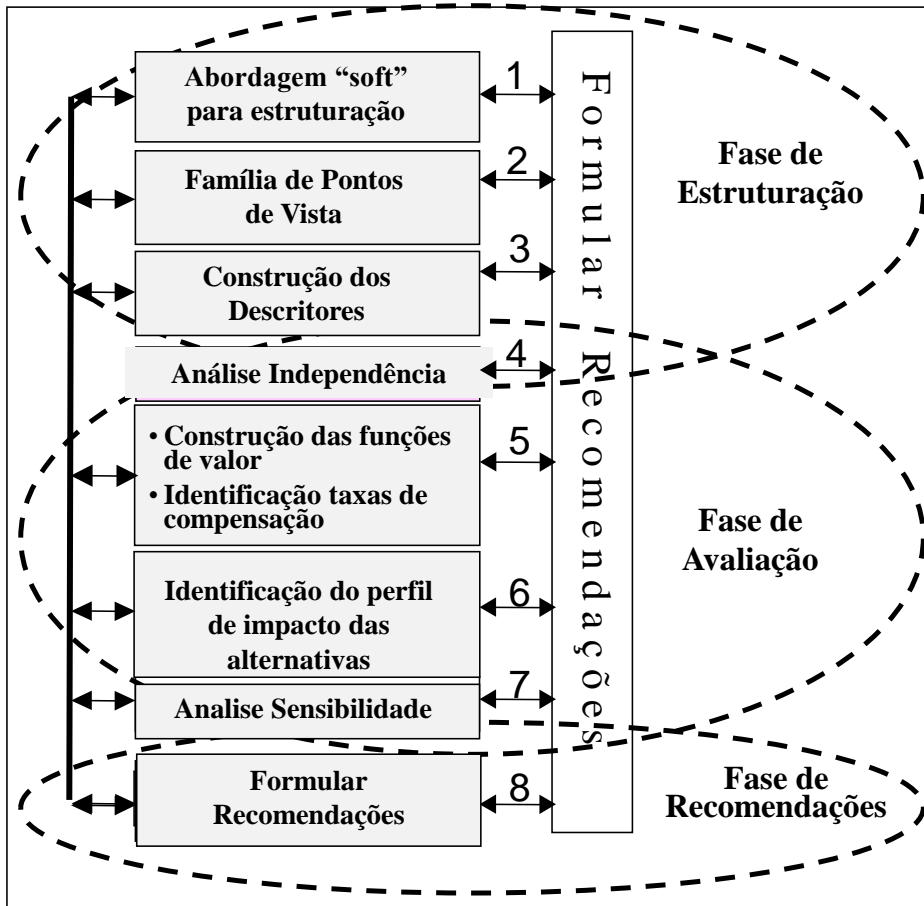 Abordagem “soft”
para estruturação
1
Família de Pontos
de Vista
2
Construção dos
Descritores
3
Análise Independência
4
• Construção das funções
de valor
• Identificação taxas de
compensação
5
Identificação do perfil
de impacto das
alternativas
6
Analise Sensibilidade
7
Formular
Recomendações
8
Formular Recomendações
Fase de
Estruturação
Fase de
Avaliação
Fase de
Recomendações